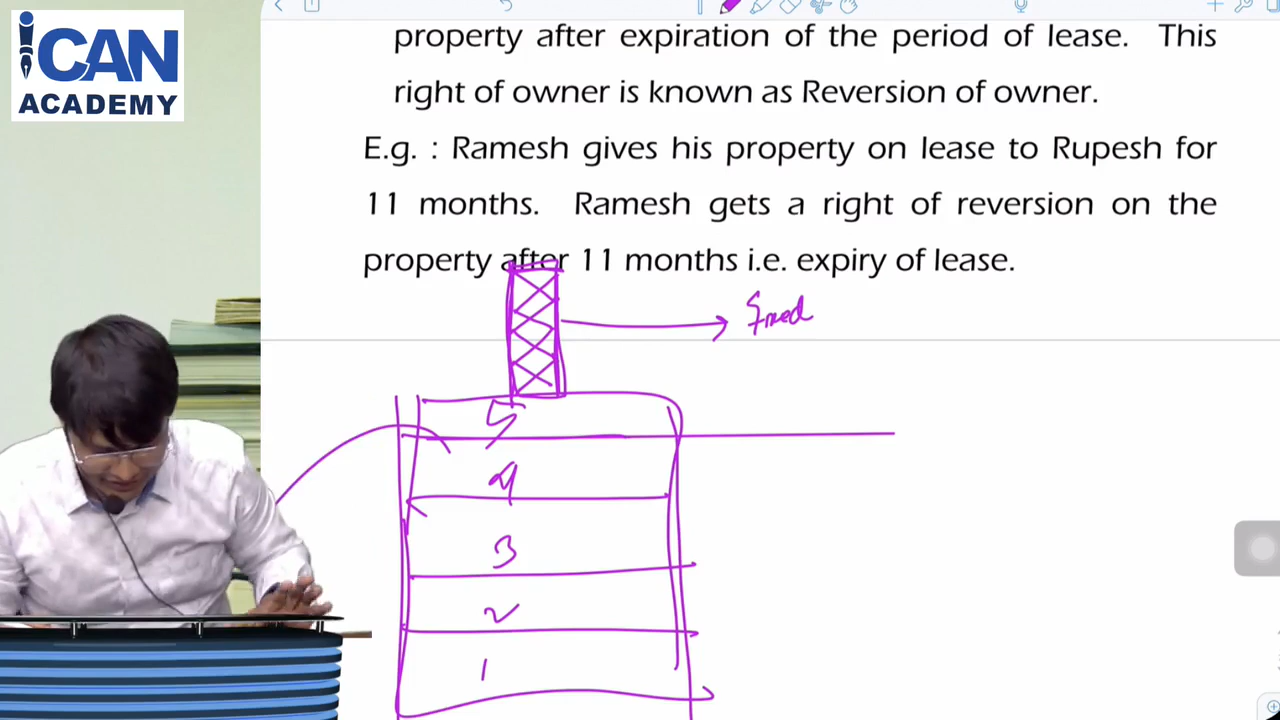 iCAN
ACADEMY
property after expiration of the period of lease. This
right of owner is known as Reversion of owner.
E.g. : Ramesh gives his property on lease to Rupesh for
11 months. Ramesh gets a right of reversion on the
property after 11 months i.e. expiry of lease.
5
4
3
2
1